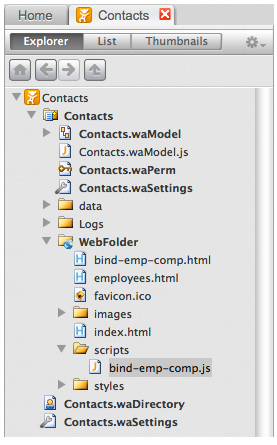 Home Contacts
Explorer List Thumbnails
Contacts
Contacts
Contacts.waModel
Contacts.waModel.js
Contacts.waPerm
Contacts.waSettings
data
Logs
WebFolder
bind-emp-comp.html
employees.html
favicon.ico
images
index.html
scripts
bind-emp-comp.js
styles
Contacts.waDirectory
Contacts.waSettings